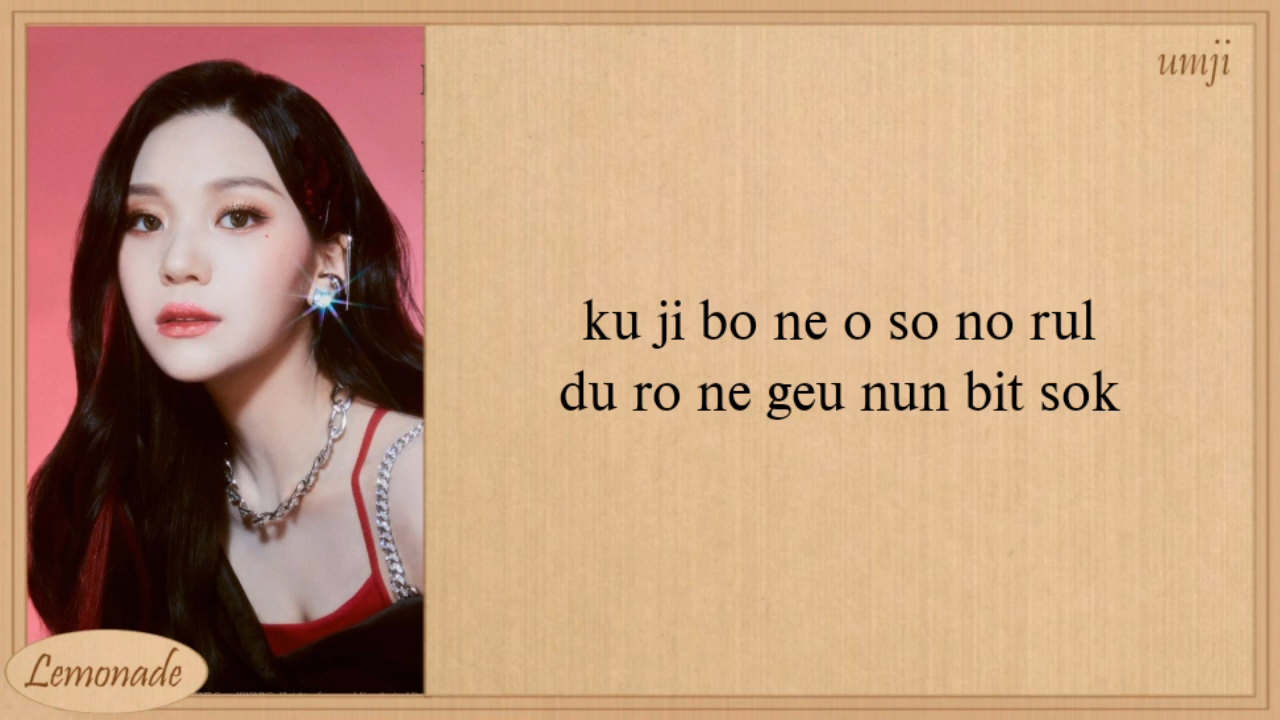 umji
ku ji bo ne o so no rul
du ro ne geu nun bit sok
Lemonade